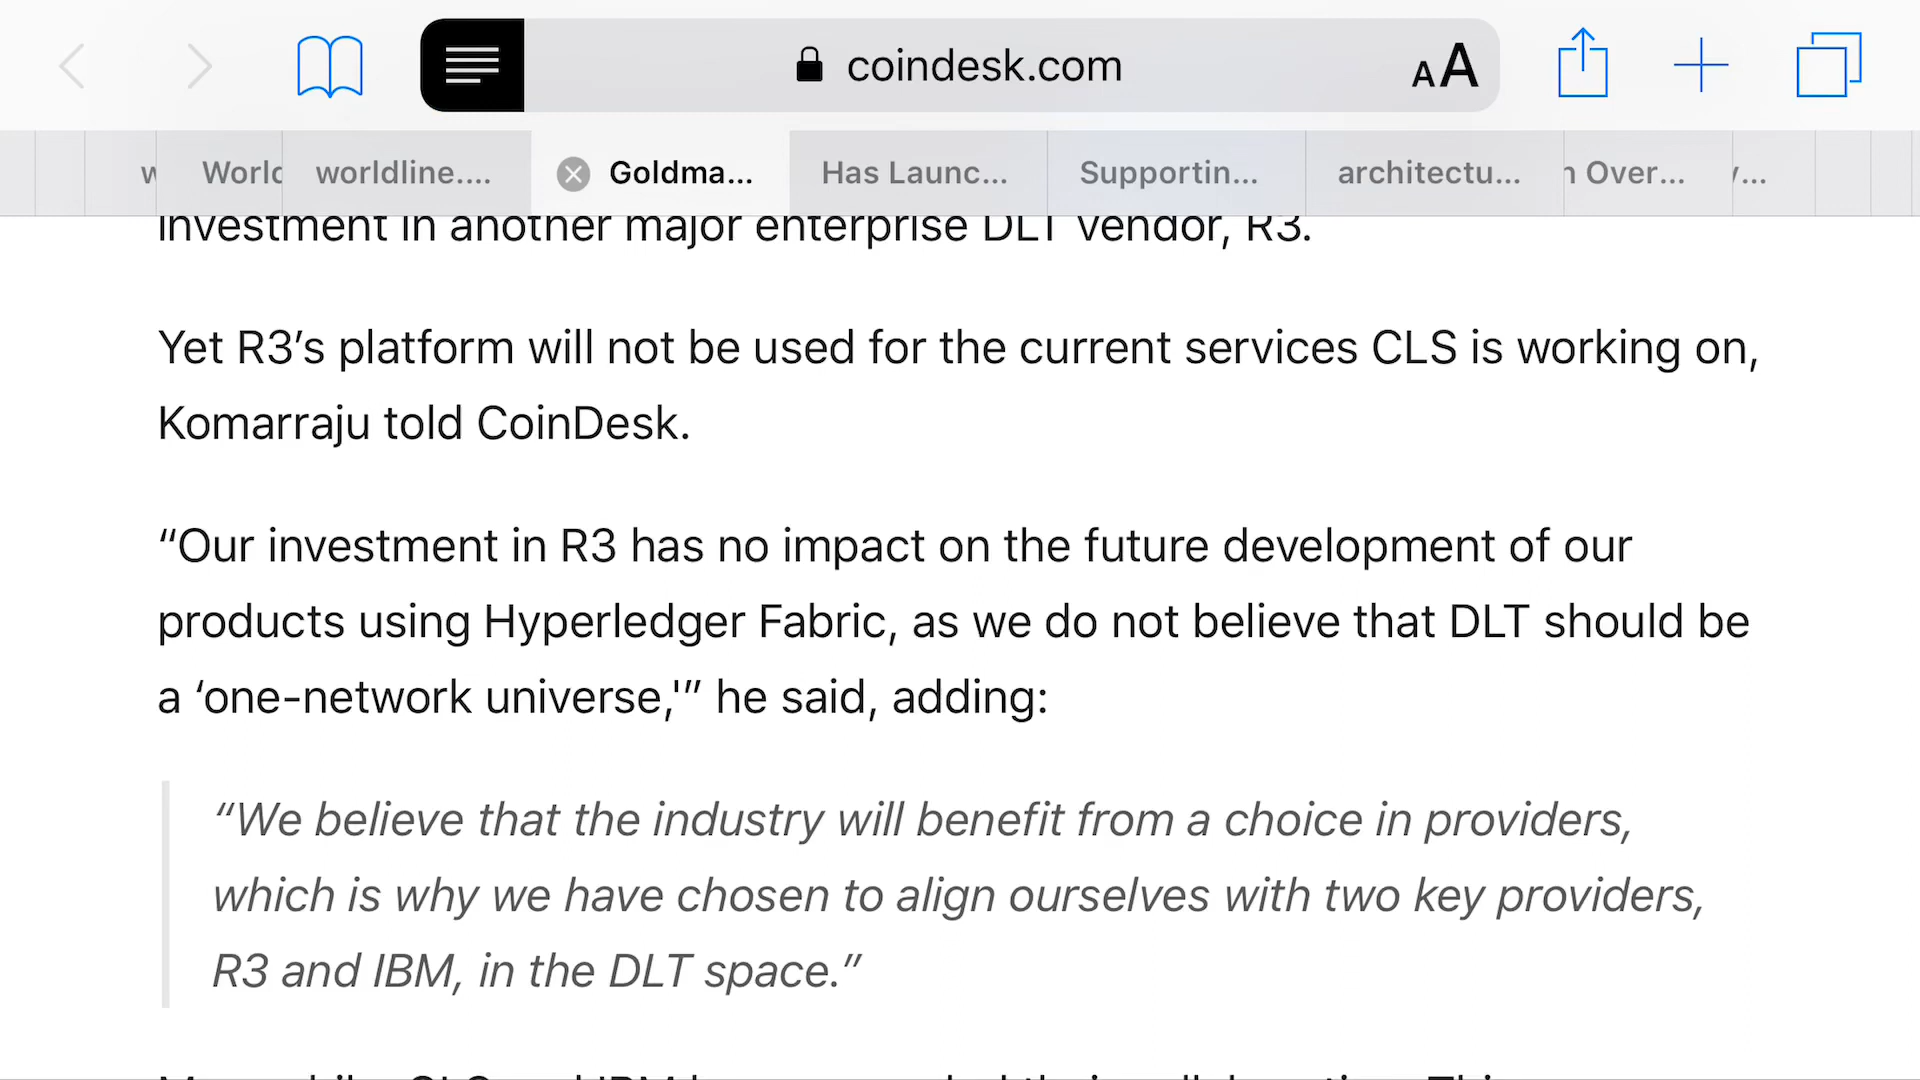 coindesk.com AA
w World worldline.... Goldma... Has Launc... Supportin... architectu... n Over... y...
investment in another major enterprise DLT vendor, R3.
Yet R3’s platform will not be used for the current services CLS is working on,
Komarraju told CoinDesk.
“Our investment in R3 has no impact on the future development of our
products using Hyperledger Fabric, as we do not believe that DLT should be
a ‘one-network universe,'” he said, adding:
“We believe that the industry will benefit from a choice in providers,
which is why we have chosen to align ourselves with two key providers,
R3 and IBM, in the DLT space.”